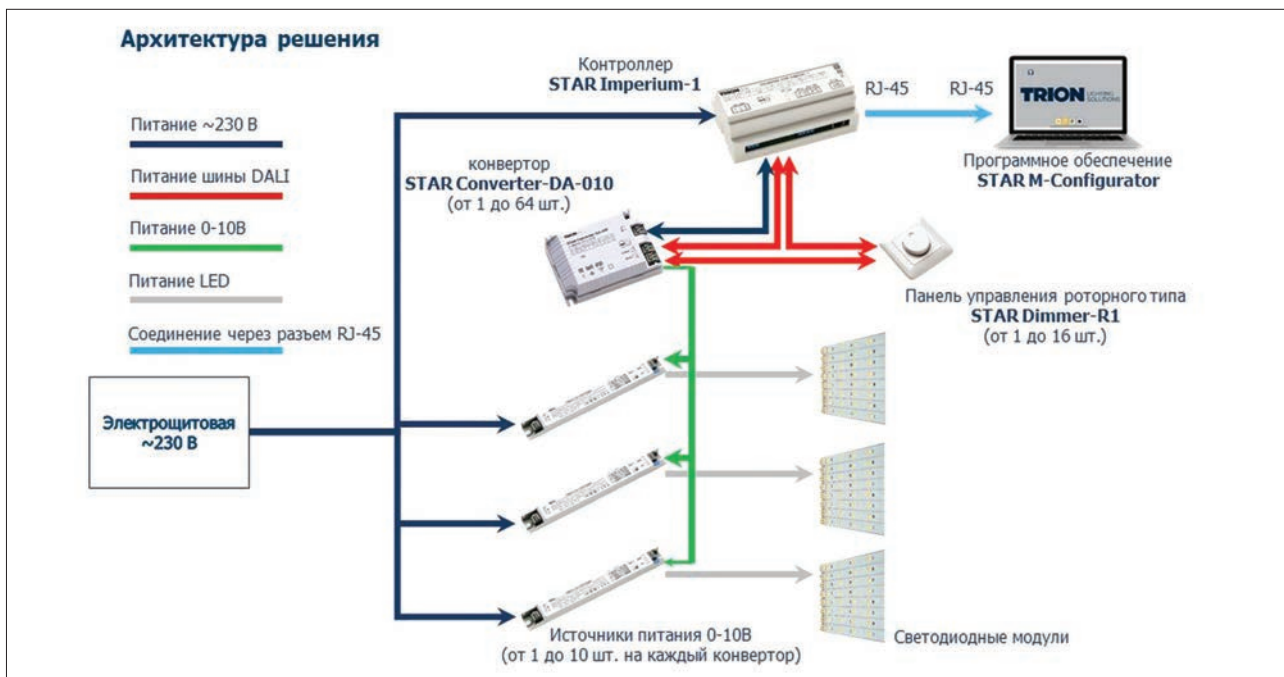 Архитектура решения
Контроллер
STAR Imperium-1
RJ-45
RJ-45
TRION LIGHTING
SOLUTIONS
Питание ~230 В
Программное обеспечение
STAR M-Configurator
конвертор
STAR Converter-DA-010
(от 1 до 64 шт.)
Питание шины DALI
Питание 0-10В
Питание LED
Панель управления роторного типа
STAR Dimmer-R1
(от 1 до 16 шт.)
Соединение через разъем RJ-45
Электрощитовая
~230 В
Источники питания 0-10В
(от 1 до 10 шт. на каждый конвертор)
Светодиодные модули